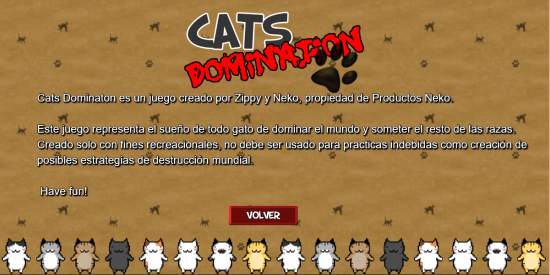 CATS
DOMINATION
Cats Dominaton es un juego creado por Zippy y Neko, propiedad de Productos Neko.
Este juego representa el sueño de todo gato de dominar el mundo y someter el resto de las razas.
Creado solo con fines recreacionales, no debe ser usado para practicas indebidas como creación de
posibles estrategias de destrucción mundial.
Have fun!
VOLVER